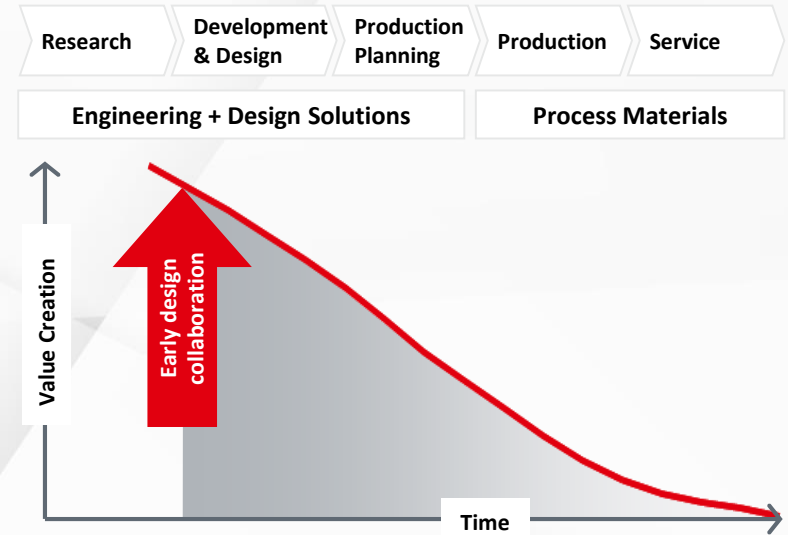 Research
Development
& Design
Production
Planning
Production
Service
Engineering + Design Solutions
Process Materials
Value Creation
Early design
collaboration
Time